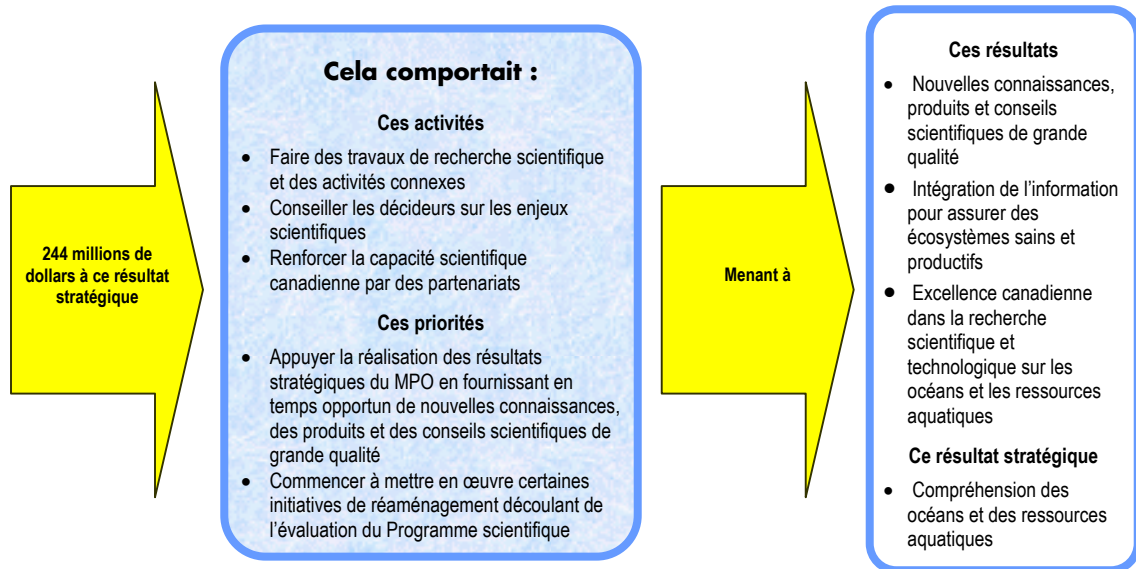 244 millions de
dollars à ce résultat
stratégique
Cela comportait :
Ces activités
• Faire des travaux de recherche scientifique
et des activités connexes
• Conseiller les décideurs sur les enjeux
scientifiques
• Renforcer la capacité scientifique
canadienne par des partenariats
Ces priorités
• Appuyer la réalisation des résultats
stratégiques du MPO en fournissant en
temps opportun de nouvelles connaissances,
des produits et des conseils scientifiques de
grande qualité
• Commencer à mettre en œuvre certaines
initiatives de réaménagement découlant de
l’évaluation du Programme scientifique
Menant à
Ces résultats
• Nouvelles connaissances,
produits et conseils
scientifiques de grande
qualité
• Intégration de l’information
pour assurer des
écosystèmes sains et
productifs
• Excellence canadienne
dans la recherche
scientifique et
technologique sur les
océans et les ressources
aquatiques
Ce résultat stratégique
• Compréhension des
océans et des ressources
aquatiques